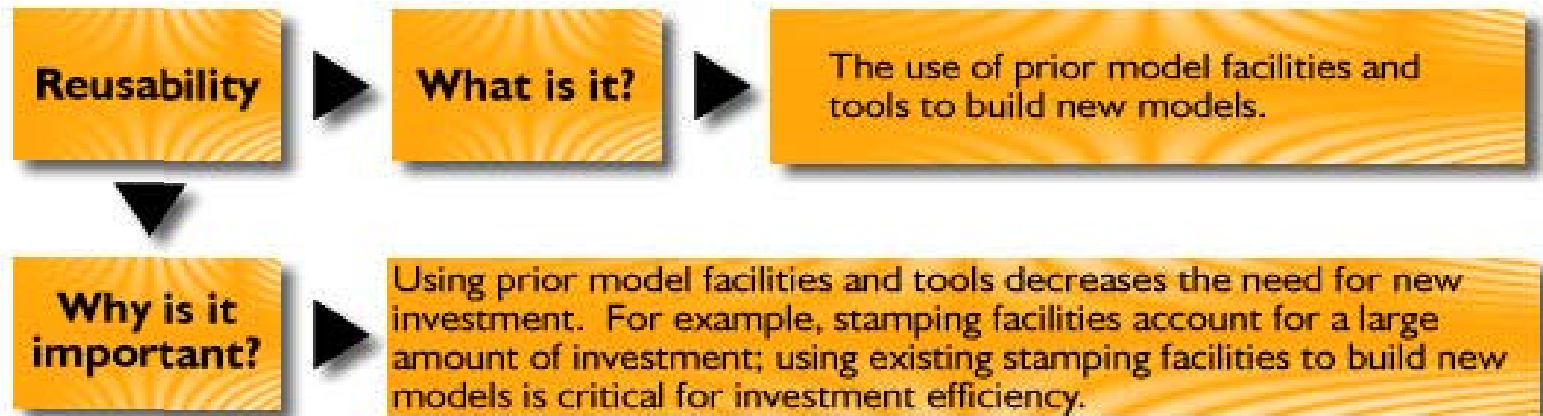 Reusability
What is it?
The use of prior model facilities and
tools to build new models.
Why is it
important?
Using prior model facilities and tools decreases the need for new
investment.  For example, stamping facilities account for a large
amount of investment; using existing stamping facilities to build new
models is critical for investment efficiency.